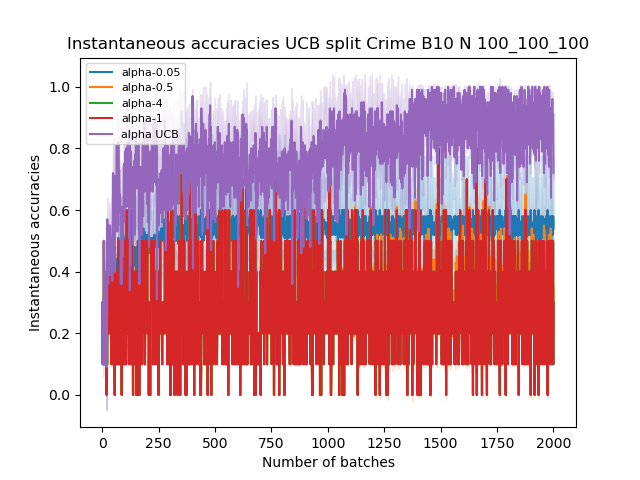 Instantaneous accuracies UCB split Crime B10 N 100_100_100
alpha-0.05
alpha-0.5
alpha-4
alpha-1
alpha UCB
1.0
0.8
0.6
0.4
0.2
0.0
Instantaneous accuracies
0 250 500 750 1000 1250 1500 1750 2000
Number of batches